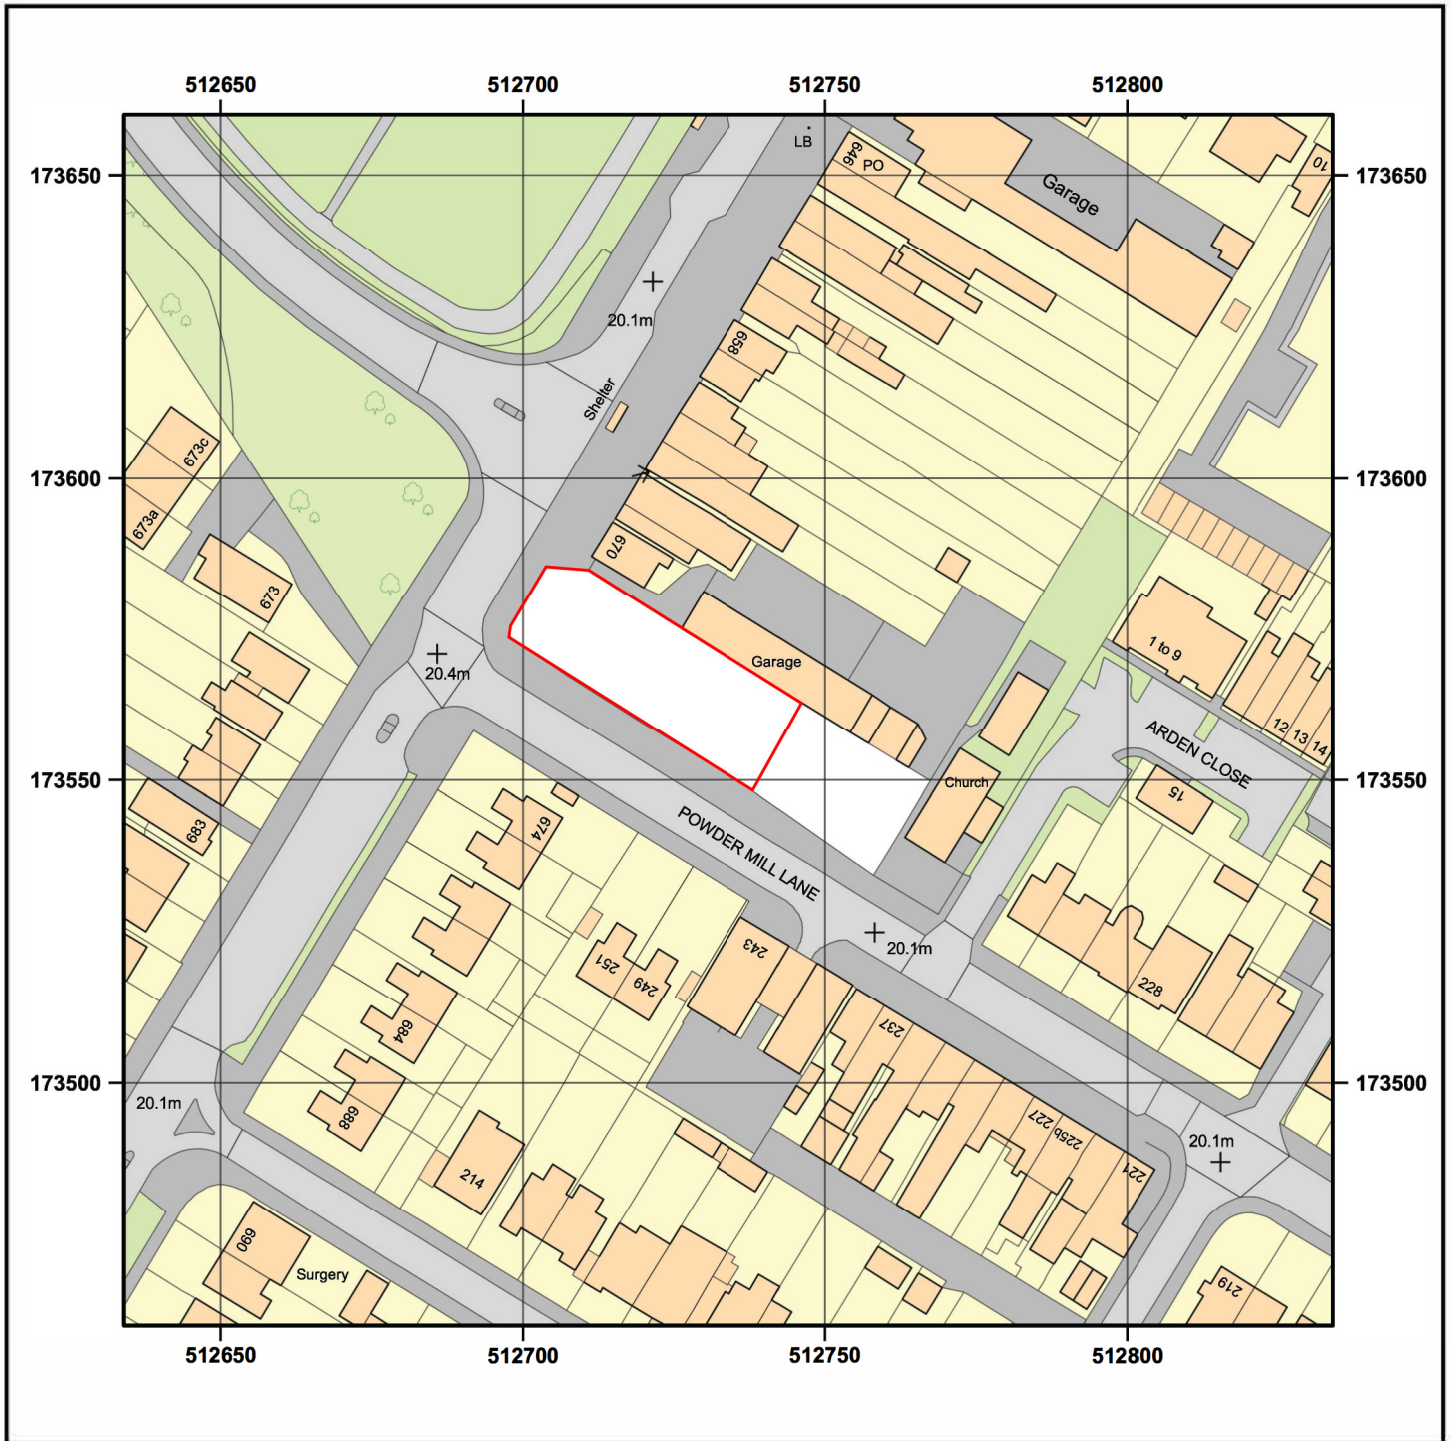 512650 512700 512750 512800
LB
646
PO
10
173650 Garage 173650
20.1m
658
Shelter
673c
173600 173600
673a
670
673
1 to 9
Garage
20.4m
12 13 14
ARDEN CLOSE
173550 Church 173550
15
683
674
POWDER MILL LANE
243
20.1m
251
249
228
684
237
173500 173500
20.1m
688
227
225b
20.1m
221
214
690
Surgery
219
512650 512700 512750 512800